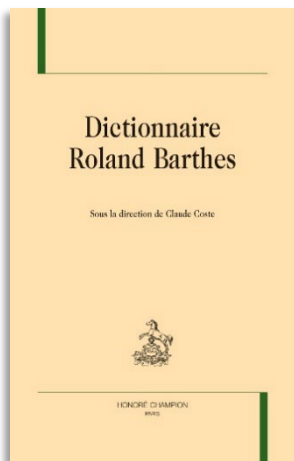 Dictionnaire
Roland Barthes
Sous la direction de Claude Coste
HONORÉ CHAMPION
PARIS